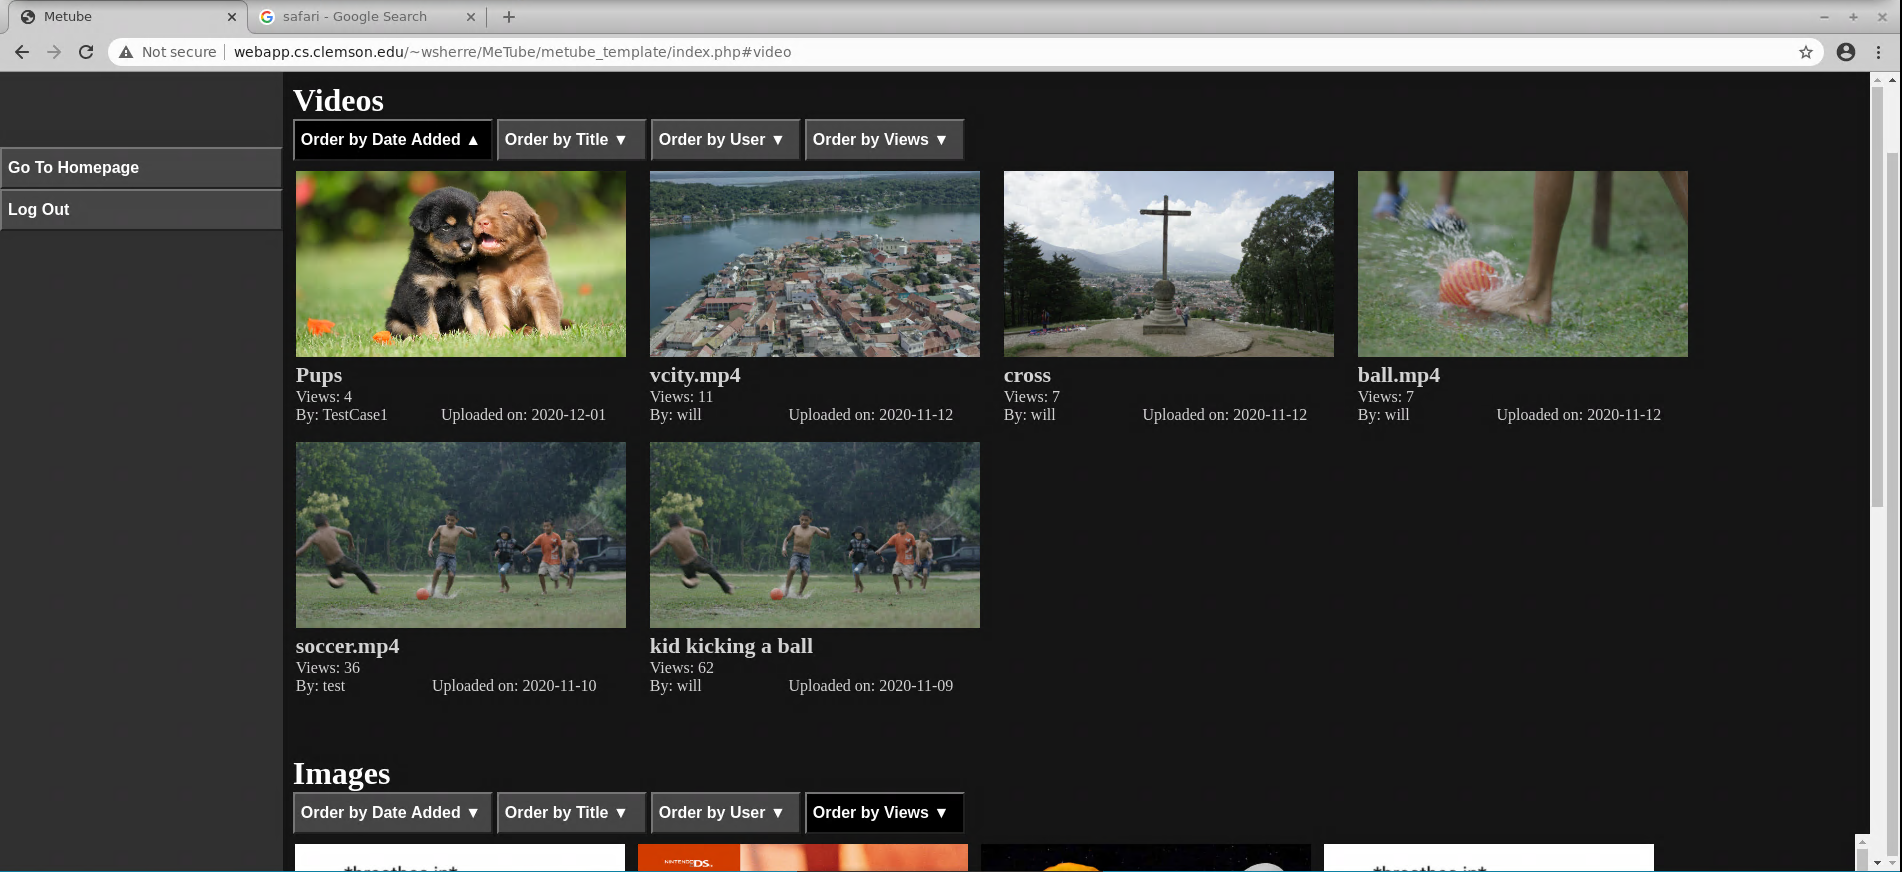 Metube
safari - Google Search
Not secure
webapp.cs.clemson.edu/~wsherre/MeTube/metube_template/index.php#video
Go To Homepage
Log Out
Videos
Order by Date Added ▲ Order by Title ▼ Order by User ▼ Order by Views ▼
Pups
Views: 4
By: TestCase1 Uploaded on: 2020-12-01
vcity.mp4
Views: 11
By: will Uploaded on: 2020-11-12
cross
Views: 7
By: will Uploaded on: 2020-11-12
ball.mp4
Views: 7
By: will Uploaded on: 2020-11-12
soccer.mp4
Views: 36
By: test Uploaded on: 2020-11-10
kid kicking a ball
Views: 62
By: will Uploaded on: 2020-11-09
Images
Order by Date Added ▼ Order by Title ▼ Order by User ▼ Order by Views ▼
NINTENDO DS.